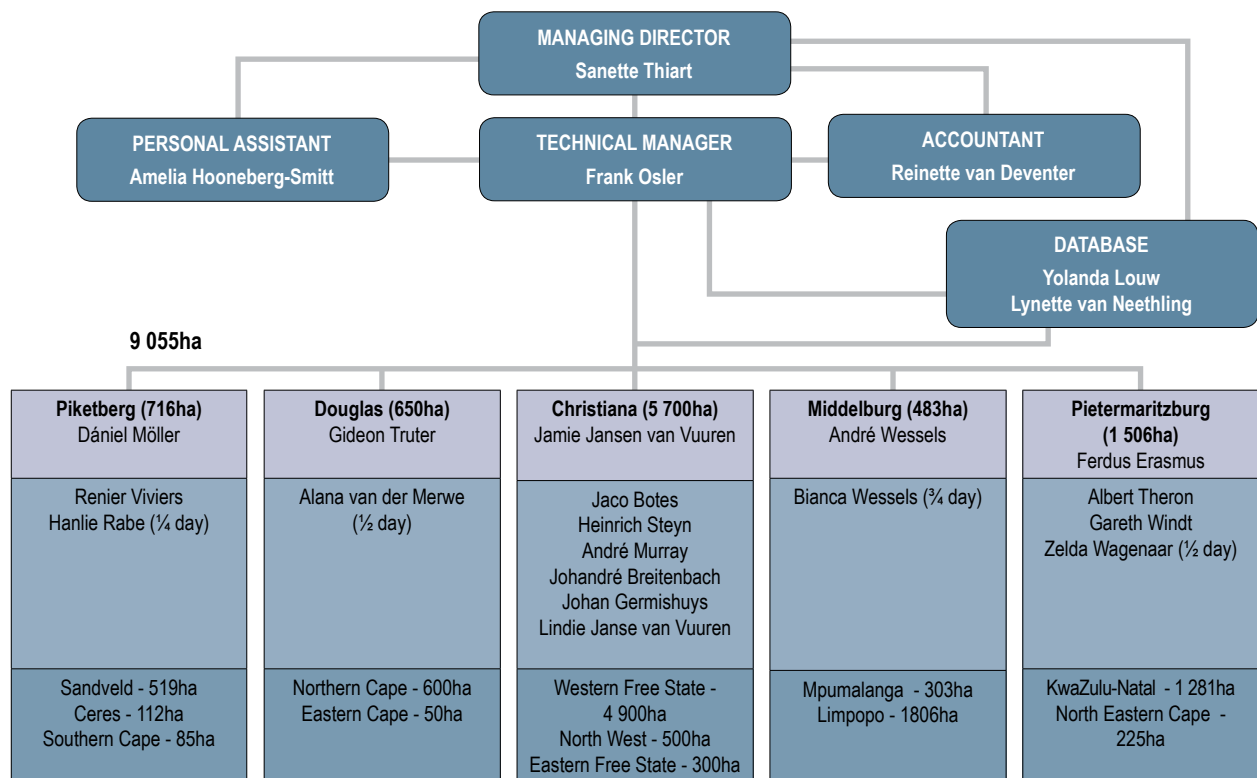 MANAGING DIRECTOR
Sanette Thiart
PERSONAL ASSISTANT
Amelia Hooneberg-Smitt
TECHNICAL MANAGER
Frank Osler
ACCOUNTANT
Reinette van Deventer
DATABASE
Yolanda Louw
Lynette van Neethling
9 055ha
Piketberg (716ha)
Dániel Möller
Renier Viviers
Hanlie Rabe (¼ day)
Sandveld - 519ha
Ceres - 112ha
Southern Cape - 85ha
Douglas (650ha)
Gideon Truter
Alana van der Merwe
(½ day)
Northern Cape - 600ha
Eastern Cape - 50ha
Christiana (5 700ha)
Jamie Jansen van Vuuren
Jaco Botes
Heinrich Steyn
André Murray
Johandré Breitenbach
Johan Germishuys
Lindie Janse van Vuuren
Western Free State -
4 900ha
North West - 500ha
Eastern Free State - 300ha
Middelburg (483ha)
André Wessels
Bianca Wessels (¾ day)
Mpumalanga - 303ha
Limpopo - 1806ha
Pietermaritzburg
(1 506ha)
Ferdus Erasmus
Albert Theron
Gareth Windt
Zelda Wagenaar (½ day)
KwaZulu-Natal - 1 281ha
North Eastern Cape -
225ha